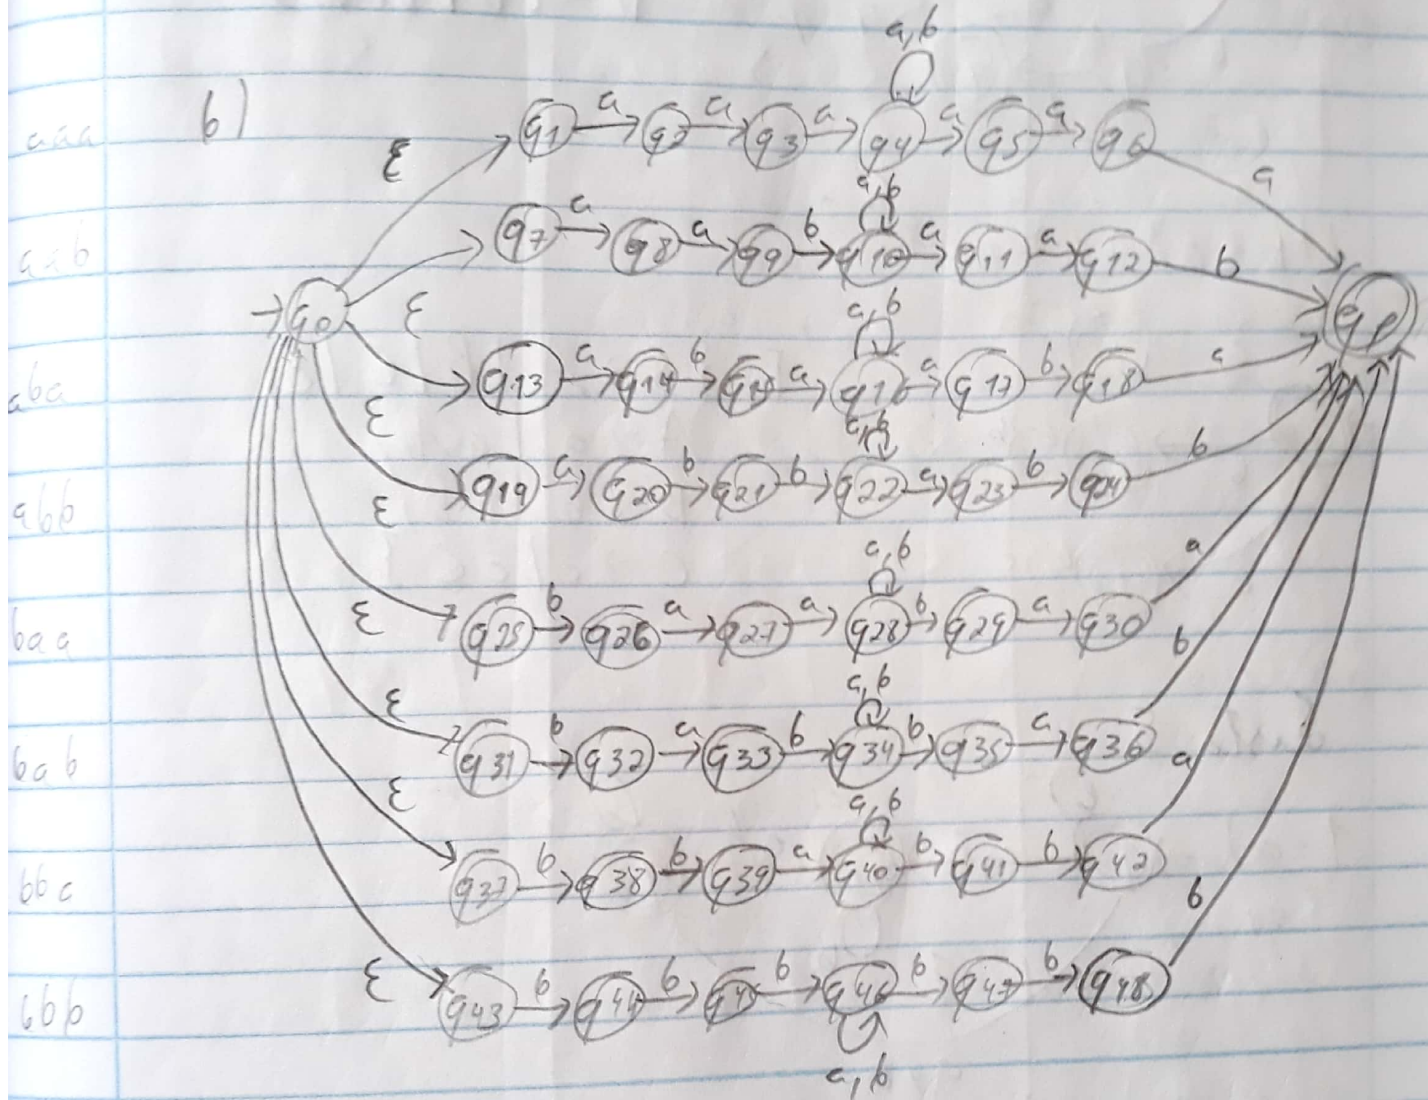 a, b
b)
aaa ε q1 a q2 a q3 a q4 a q5 a q6 a
a, b
aab q7 a q8 a q9 b q10 a q11 a q12 b
q0 ε qf
a, b
aba q13 a q14 b q15 a q16 a q17 b q18 a
ε
a, b
abb ε q19 a q20 b q21 b q22 a q23 b q24 b
a, b
baa ε q25 b q26 a q27 a q28 b q29 a q30 a
a, b
bab ε q31 b q32 a q33 b q34 b q35 a q36 b
a, b
bba ε q37 b q38 b q39 a q40 b q41 b q42 a
bbb ε q43 b q44 b q45 b q46 b q47 b q48 b
a, b